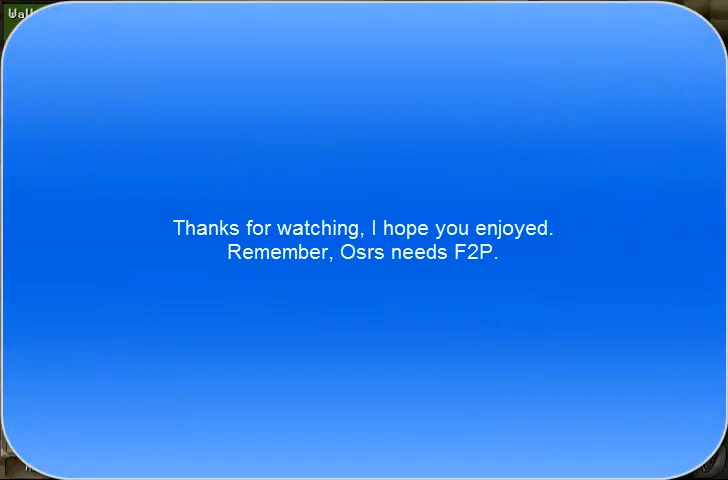 Thanks for watching, I hope you enjoyed.
Remember, Osrs needs F2P.